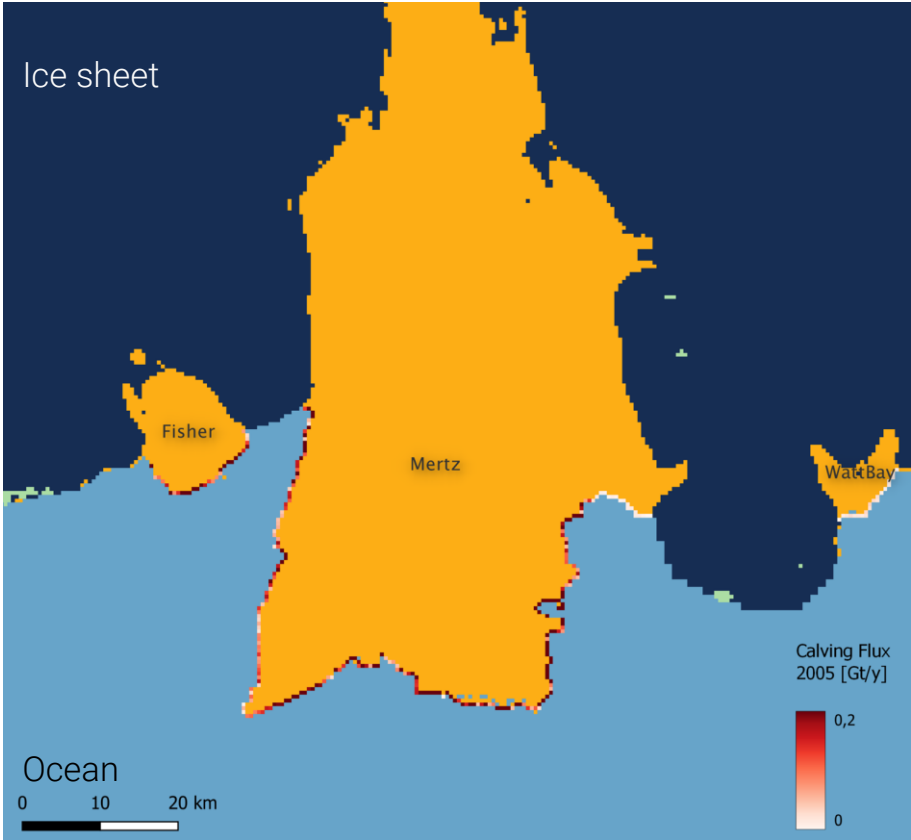 Ice sheet
Fisher
Mertz
WattBay
Calving Flux
2005 [Gt/y]
0,2
0
Ocean
0 10 20 km